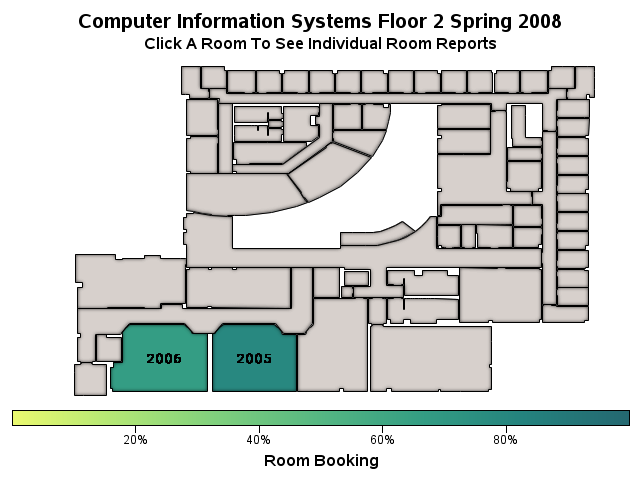 Computer Information Systems Floor 2 Spring 2008
Click A Room To See Individual Room Reports
2006 2005
20% 40% 60% 80%
Room Booking